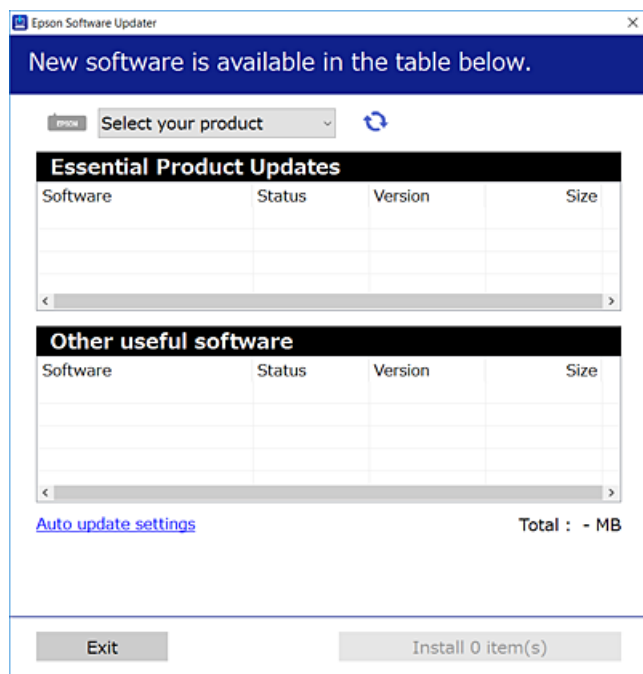 Epson Software Updater
New software is available in the table below.
EPSON Select your product
Essential Product Updates
Software Status Version Size
Other useful software
Software Status Version Size
Auto update settings Total : - MB
Exit Install 0 item(s)